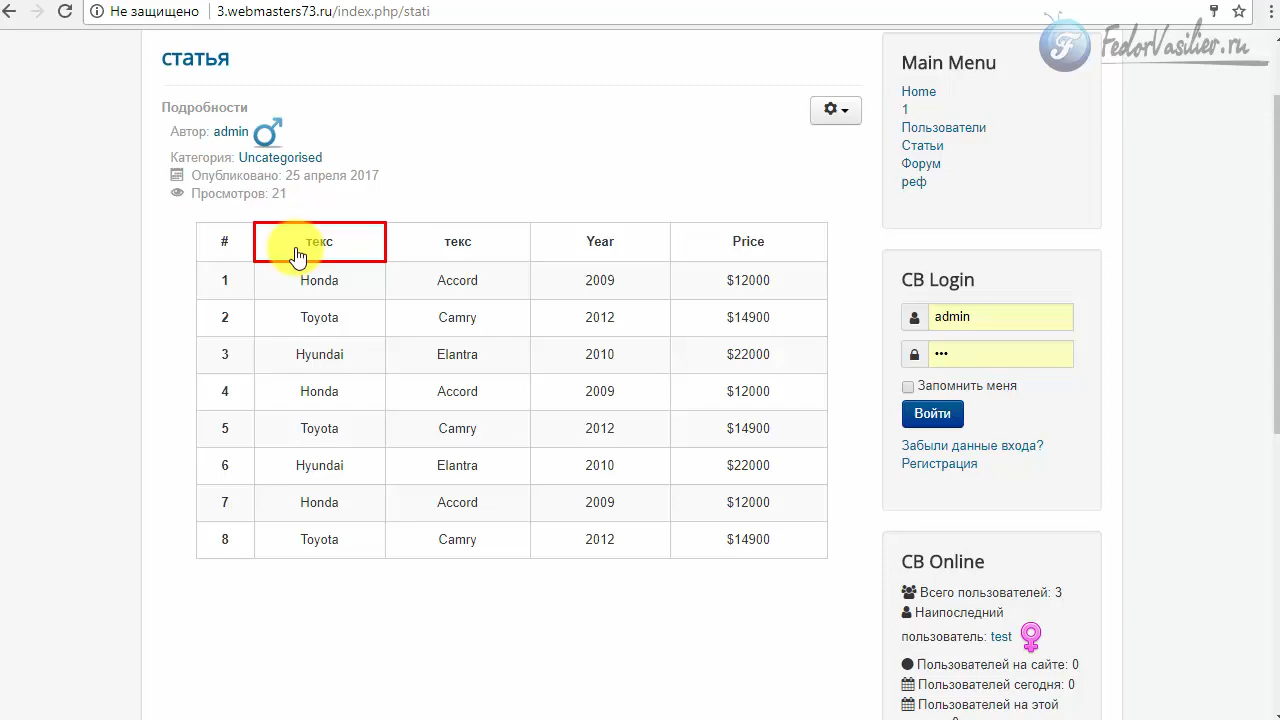 Не защищено 3.webmasters73.ru/index.php/stati
FedorVasiliev.ru
статья
Подробности
Автор: admin
Категория: Uncategorised
Опубликовано: 25 апреля 2017
Просмотров: 21
# текс текс Year Price
1 Honda Accord 2009 $12000
2 Toyota Camry 2012 $14900
3 Hyundai Elantra 2010 $22000
4 Honda Accord 2009 $12000
5 Toyota Camry 2012 $14900
6 Hyundai Elantra 2010 $22000
7 Honda Accord 2009 $12000
8 Toyota Camry 2012 $14900
Main Menu
Home
1
Пользователи
Статьи
Форум
реф
CB Login
admin
•••
Запомнить меня
Войти
Забыли данные входа?
Регистрация
CB Online
Всего пользователей: 3
Наипоследний
пользователь: test
Пользователей на сайте: 0
Пользователей сегодня: 0
Пользователей на этой